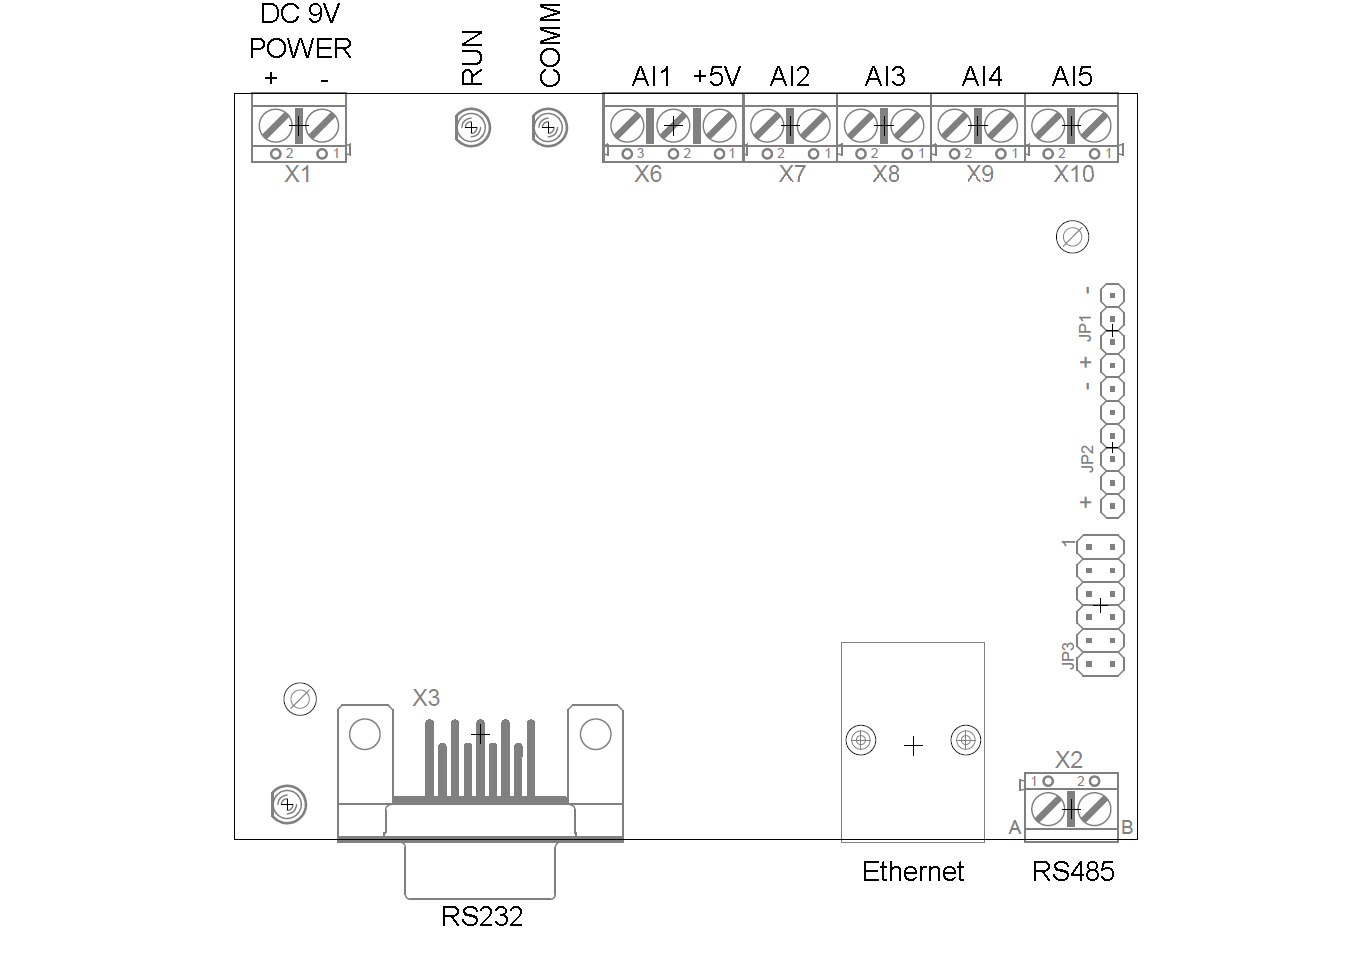 DC 9V
POWER
+ -
RUN
COMM
AI1 +5V AI2 AI3 AI4 AI5
2 1
3 2 1
2 1
2 1
2 1
2 1
X1
X6
X7
X8
X9
X10
-
JP1
+
-
JP2
+
1
JP3
X3
X2
1 2
A B
Ethernet
RS485
RS232